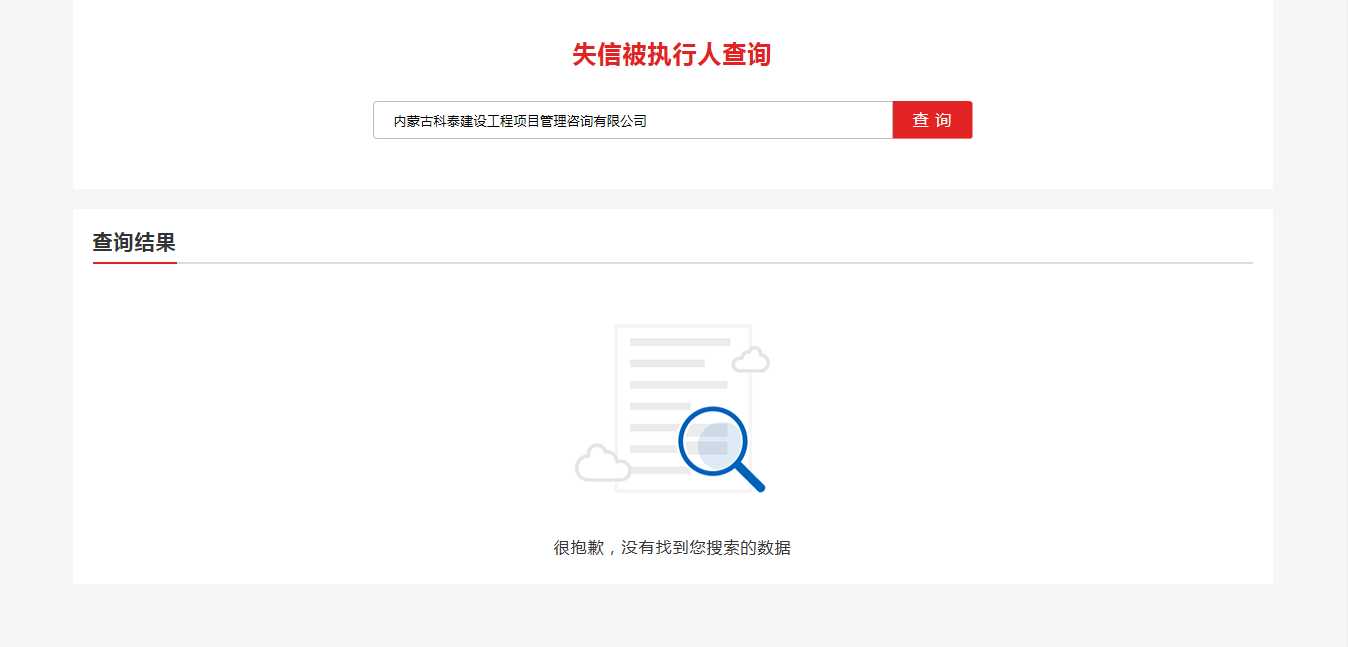 失信被执行人查询
内蒙古科泰建设工程项目管理咨询有限公司
查 询
查询结果
很抱歉，没有找到您搜索的数据